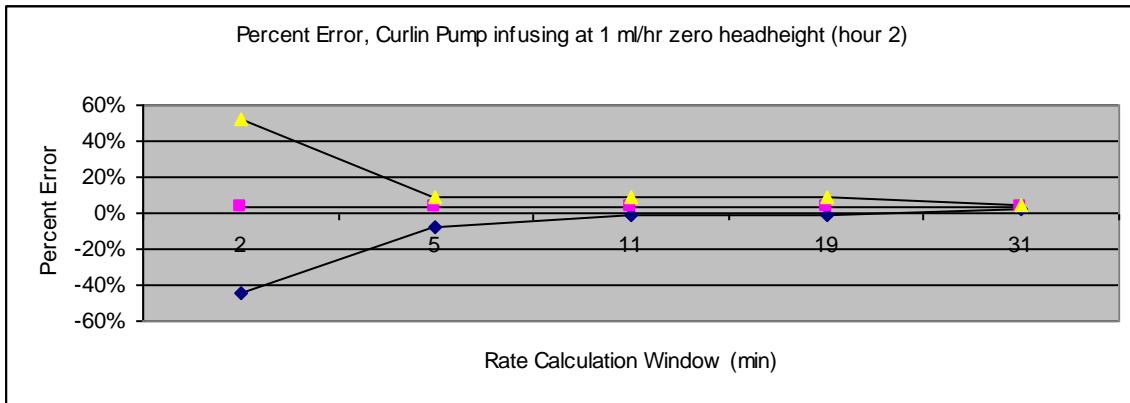 Percent Error, Curlin Pump infusing at 1 ml/hr zero headheight (hour 2)
60%
40%
20%
0%
-20%
-40%
-60%
Percent Error
2 5 11 19 31
Rate Calculation Window (min)